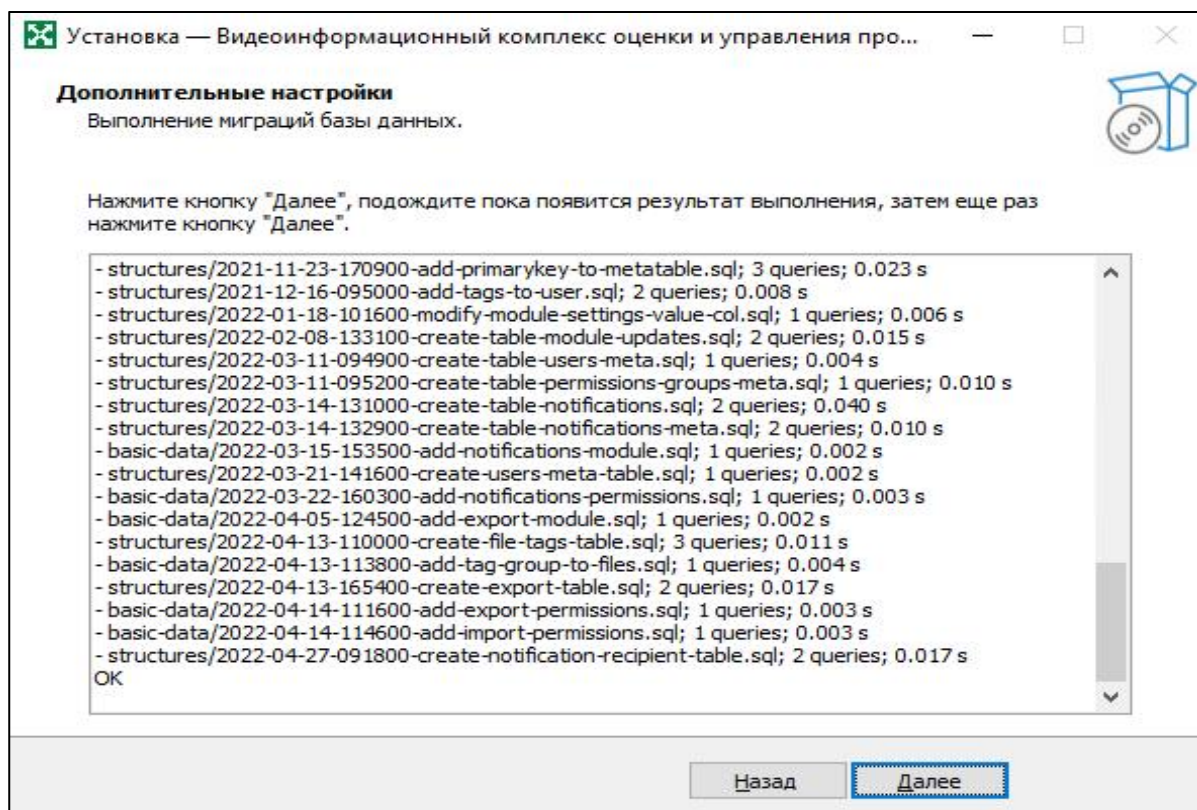 Установка — Видеоинформационный комплекс оценки и управления про...
Дополнительные настройки
Выполнение миграций базы данных.
Нажмите кнопку "Далее", подождите пока появится результат выполнения, затем еще раз
нажмите кнопку "Далее".
- structures/2021-11-23-170900-add-primarykey-to-metatable.sql; 3 queries; 0.023 s
- structures/2021-12-16-095000-add-tags-to-user.sql; 2 queries; 0.008 s
- structures/2022-01-18-101600-modify-module-settings-value-col.sql; 1 queries; 0.006 s
- structures/2022-02-08-133100-create-table-module-updates.sql; 2 queries; 0.015 s
- structures/2022-03-11-094900-create-table-users-meta.sql; 1 queries; 0.004 s
- structures/2022-03-11-095200-create-table-permissions-groups-meta.sql; 1 queries; 0.010 s
- structures/2022-03-14-131000-create-table-notifications.sql; 2 queries; 0.040 s
- structures/2022-03-14-132900-create-table-notifications-meta.sql; 2 queries; 0.010 s
- basic-data/2022-03-15-153500-add-notifications-module.sql; 1 queries; 0.002 s
- structures/2022-03-21-141600-create-users-meta-table.sql; 1 queries; 0.002 s
- basic-data/2022-03-22-160300-add-notifications-permissions.sql; 1 queries; 0.003 s
- basic-data/2022-04-05-124500-add-export-module.sql; 1 queries; 0.002 s
- structures/2022-04-13-110000-create-file-tags-table.sql; 3 queries; 0.011 s
- basic-data/2022-04-13-113800-add-tag-group-to-files.sql; 1 queries; 0.004 s
- structures/2022-04-13-165400-create-export-table.sql; 2 queries; 0.017 s
- basic-data/2022-04-14-111600-add-export-permissions.sql; 1 queries; 0.003 s
- basic-data/2022-04-14-114600-add-import-permissions.sql; 1 queries; 0.003 s
- structures/2022-04-27-091800-create-notification-recipient-table.sql; 2 queries; 0.017 s
OK
Назад Далее